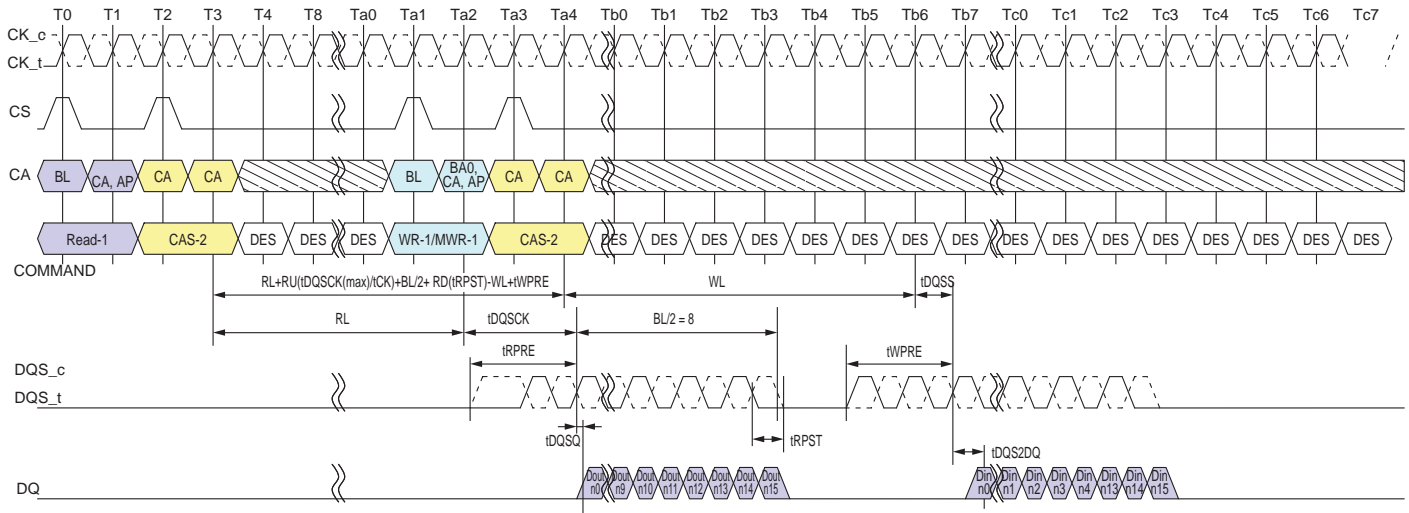 T0 T1 T2 T3 T4 T8 Ta0 Ta1 Ta2 Ta3 Ta4 Tb0 Tb1 Tb2 Tb3 Tb4 Tb5 Tb6 Tb7 Tc0 Tc1 Tc2 Tc3 Tc4 Tc5 Tc6 Tc7
CK_c
CK_t
CS
CA BL CA, AP CA CA BL BA0, CA, AP CA CA
Read-1 CAS-2 DES DES DES WR-1/MWR-1 CAS-2 DES DES DES DES DES DES DES DES DES DES DES DES DES DES DES DES
COMMAND
RL+RU(tDQSCK(max)/tCK)+BL/2+ RD(tRPST)-WL+tWPRE WL tDQSS
RL tDQSCK BL/2 = 8
tRPRE tWPRE
DQS_c
DQS_t
tDQSQ tRPST tDQS2DQ
DQ Dout n0 Dout n9 Dout n10 Dout n11 Dout n12 Dout n13 Dout n14 Dout n15 Din n0 Din n1 Din n2 Din n3 Din n4 Din n13 Din n14 Din n15